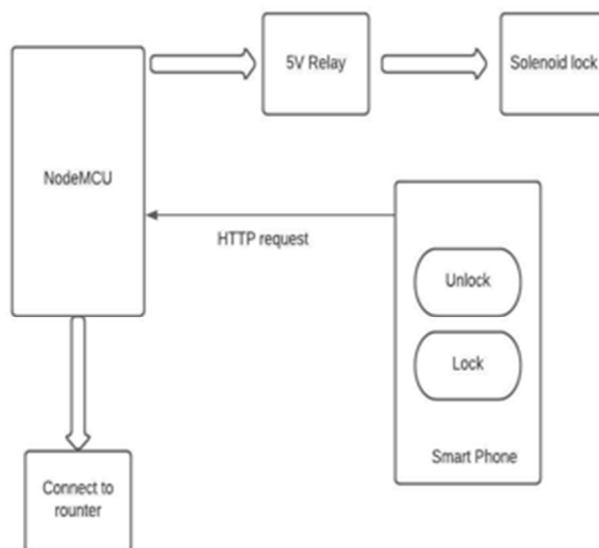 5V Relay
Solenoid lock
NodeMCU
HTTP request
Unlock
Lock
Smart Phone
Connect to
rounter